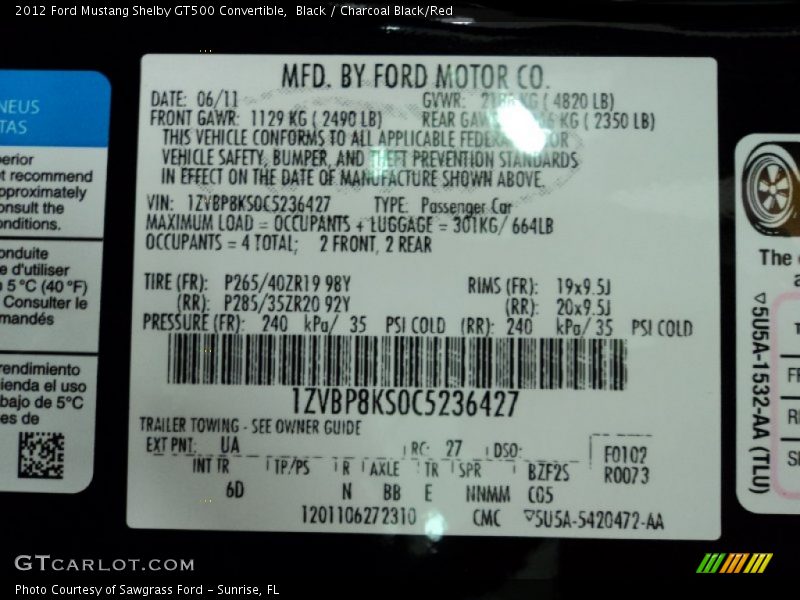 2012 Ford Mustang Shelby GT500 Convertible, Black / Charcoal Black/Red
NEUS
TAS
perior
t recommend
pproximately
onsult the
onditions.
onduite
e d'utiliser
5 °C (40 °F)
Consulter le
mandés
rendimiento
ienda el uso
bajo de 5°C
es de
MFD. BY FORD MOTOR CO.
DATE: 06/11 GVWR: KG ( 4820 LB)
FRONT GAWR: 1129 KG ( 2490 LB) REAR KG ( 2350 LB)
THIS VEHICLE CONFORMS TO ALL APPLICABLE
VEHICLE SAFETY, BUMPER, AND THEFT PREVENTION STANDARDS
IN EFFECT ON THE DATE OF MANUFACTURE SHOWN ABOVE.
VIN: 1ZVBP8KS0C5236427 TYPE: Passenger Car
MAXIMUM LOAD = OCCUPANTS + LUGGAGE = 301KG/ 664LB
OCCUPANTS = 4 TOTAL; 2 FRONT, 2 REAR
TIRE (FR): P265/40ZR19 98Y RIMS (FR): 19x9.5J
(RR): P285/35ZR20 92Y (RR): 20x9.5J
PRESSURE (FR): 240 kPa/ 35 PSI COLD (RR): 240 kPa/ 35 PSI COLD
1ZVBP8KS0C5236427
TRAILER TOWING - SEE OWNER GUIDE
EXT PNT: UA RC: 27 DSO: F0102
INT TR TP/PS R AXLE TR SPR BZF2S R0073
6D N BB E NNMM C05
1201106272310 CMC ▽5U5A-5420472-AA
The
▽5U5A-1532-AA (TLU)
GTcarlot.com
Photo Courtesy of Sawgrass Ford - Sunrise, FL